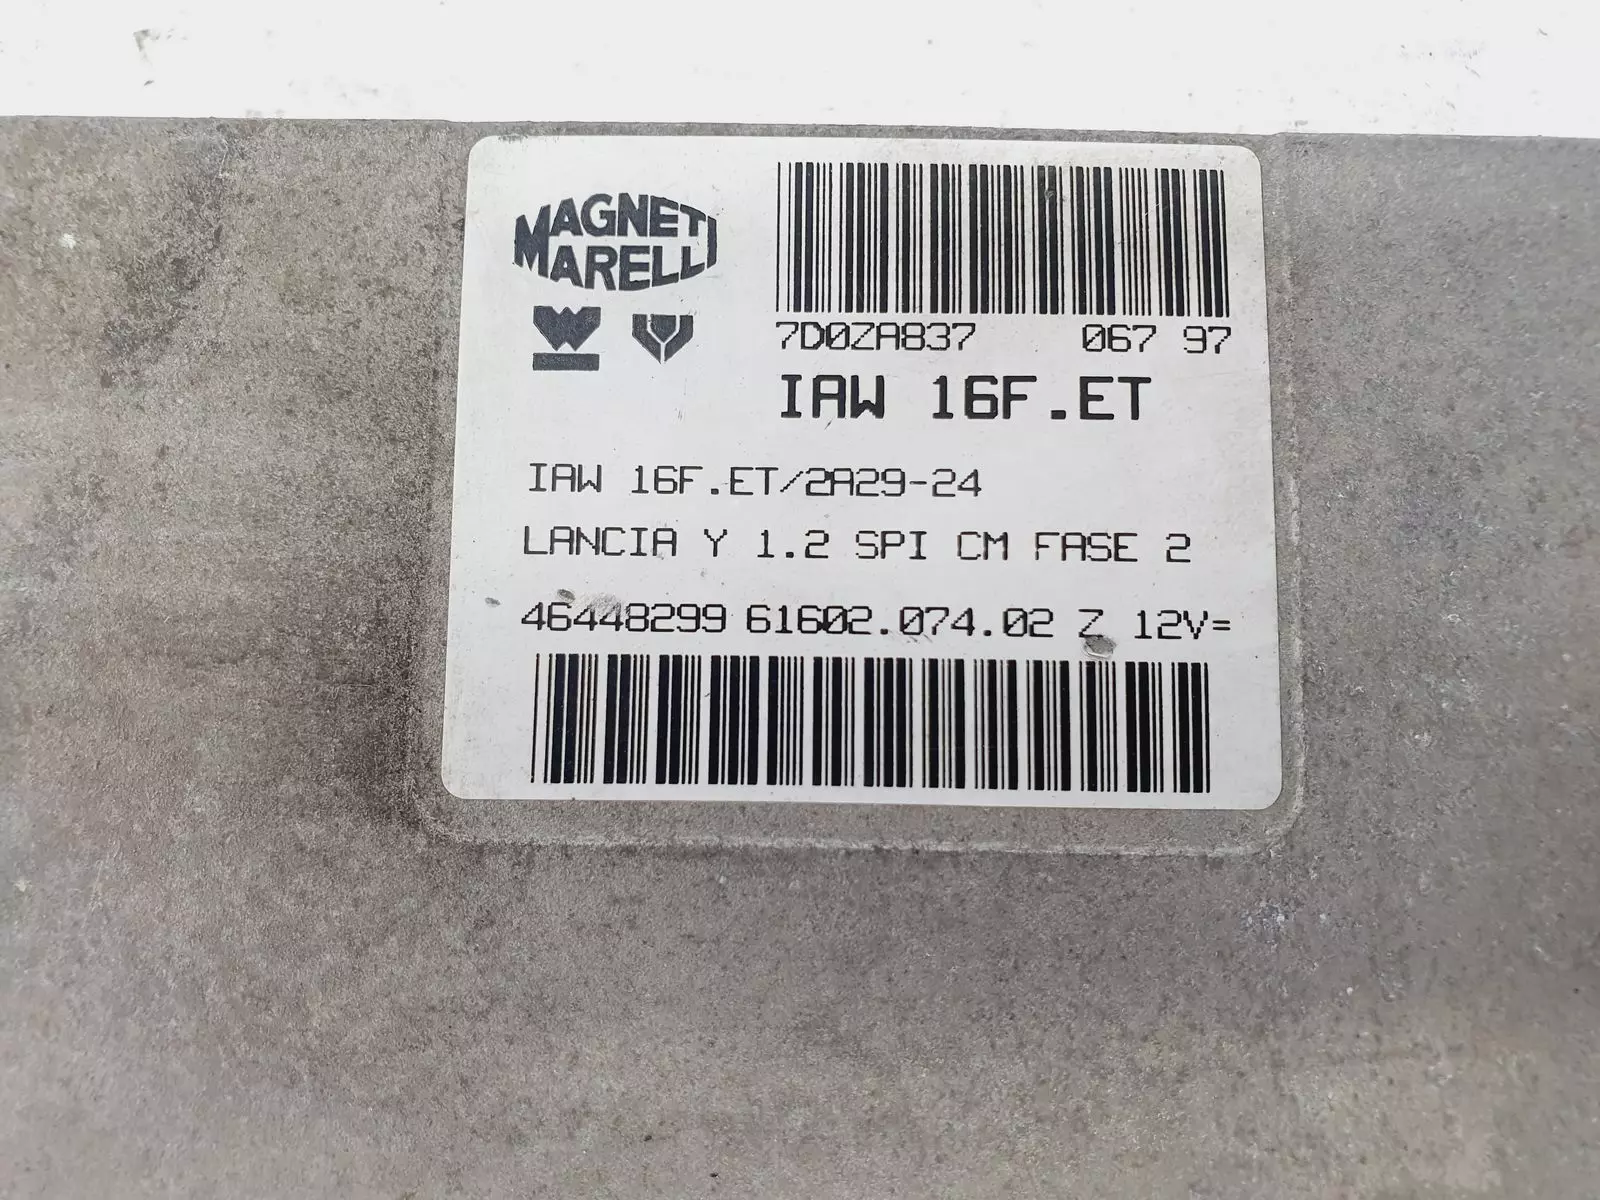 MAGNETI
MARELLI
7D0ZA837 067 97
IAW 16F.ET
IAW 16F.ET/2A29-24
LANCIA Y 1.2 SPI CM FASE 2
46448299 61602.074.02 Z 12V=